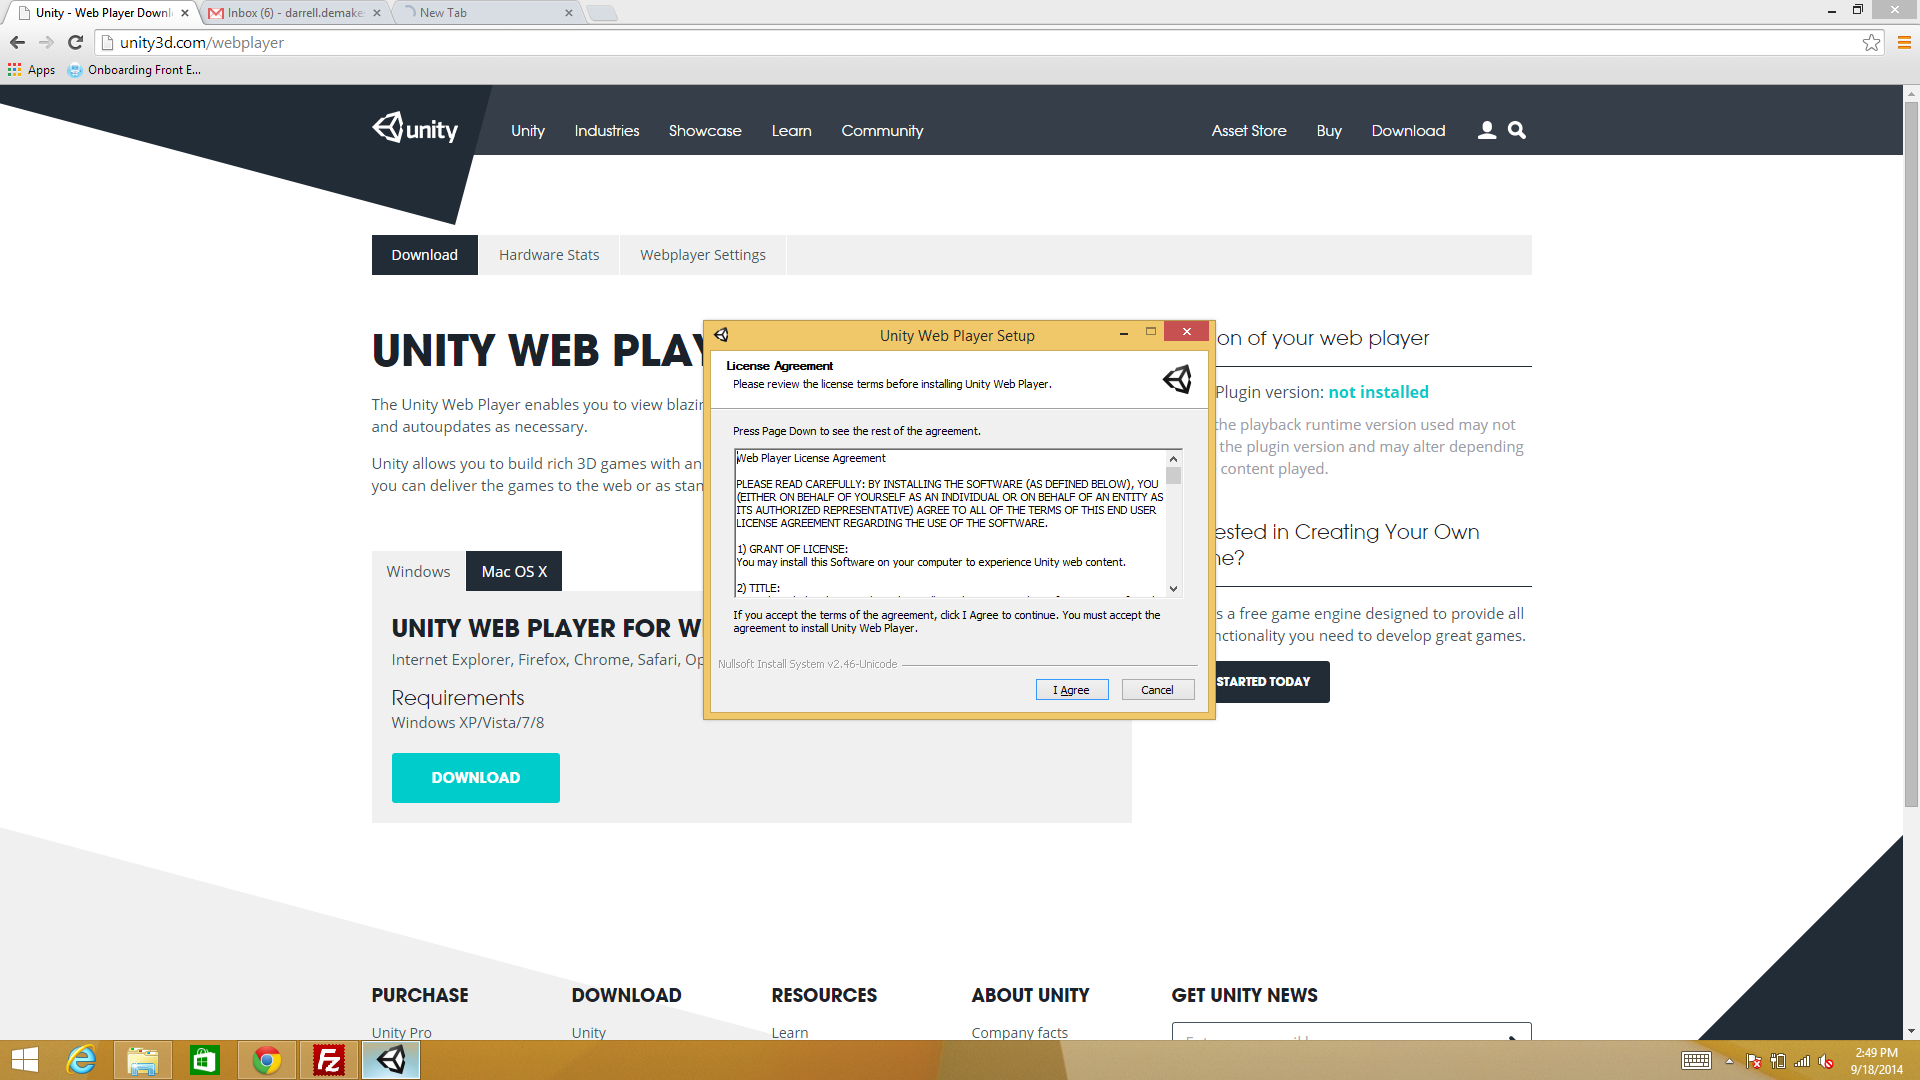 Unity - Web Player Downl
Inbox (6) - darrell.demake
New Tab
unity3d.com/webplayer
Apps
Onboarding Front E...
unity
Unity
Industries
Showcase
Learn
Community
Asset Store
Buy
Download
Download
Hardware Stats
Webplayer Settings
UNITY WEB PLAY
The Unity Web Player enables you to view blazi
and autoupdates as necessary.
Unity allows you to build rich 3D games with an
you can deliver the games to the web or as stan
Windows
Mac OS X
UNITY WEB PLAYER FOR W
Internet Explorer, Firefox, Chrome, Safari, Op
Requirements
Windows XP/Vista/7/8
DOWNLOAD
Unity Web Player Setup
License Agreement
Please review the license terms before installing Unity Web Player.
Press Page Down to see the rest of the agreement.
Web Player License Agreement
PLEASE READ CAREFULLY: BY INSTALLING THE SOFTWARE (AS DEFINED BELOW), YOU
(EITHER ON BEHALF OF YOURSELF AS AN INDIVIDUAL OR ON BEHALF OF AN ENTITY AS
ITS AUTHORIZED REPRESENTATIVE) AGREE TO ALL OF THE TERMS OF THIS END USER
LICENSE AGREEMENT REGARDING THE USE OF THE SOFTWARE.
1) GRANT OF LICENSE:
You may install this Software on your computer to experience Unity web content.
2) TITLE:
If you accept the terms of the agreement, click I Agree to continue. You must accept the
agreement to install Unity Web Player.
Nullsoft Install System v2.46-Unicode
I Agree
Cancel
on of your web player
Plugin version: not installed
the playback runtime version used may not
the plugin version and may alter depending
content played.
ested in Creating Your Own
ne?
s a free game engine designed to provide all
nctionality you need to develop great games.
STARTED TODAY
PURCHASE
Unity Pro
DOWNLOAD
Unity
RESOURCES
Learn
ABOUT UNITY
Company facts
GET UNITY NEWS
2:49 PM
9/18/2014